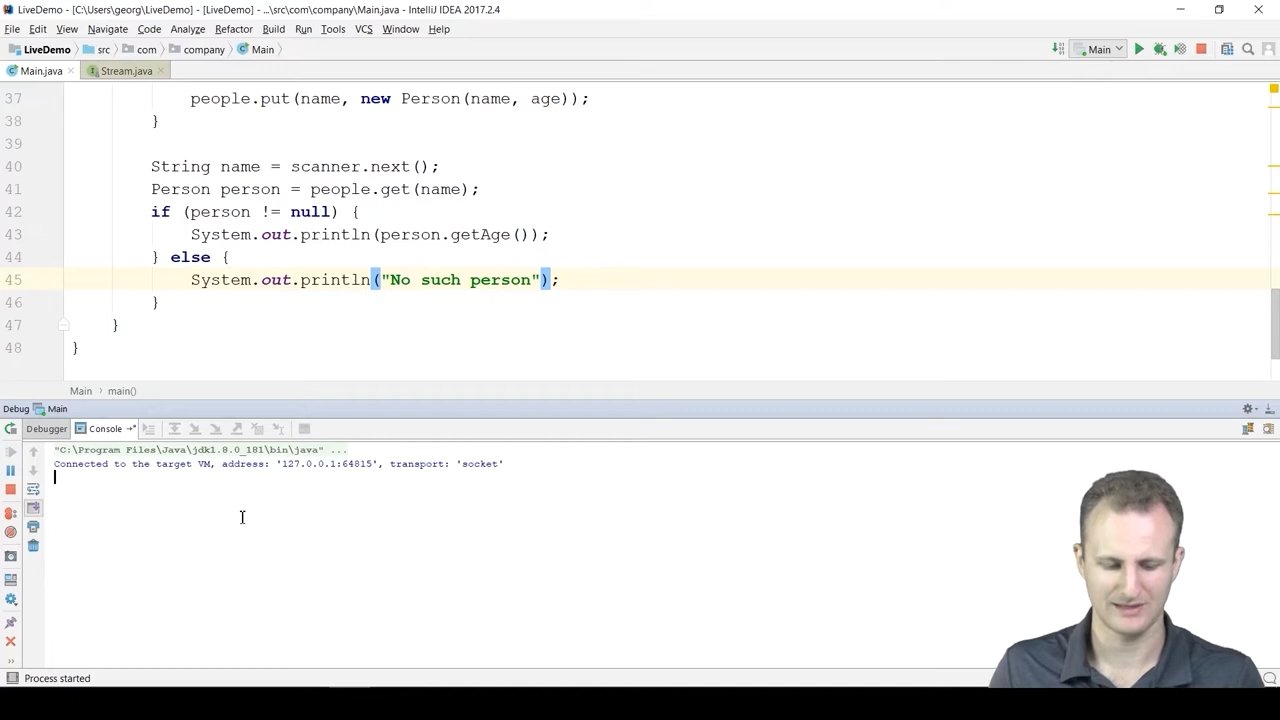 LiveDemo - [C:\Users\georg\LiveDemo] - [LiveDemo] - ...\src\com\company\Main.java - IntelliJ IDEA 2017.2.4
File Edit View Navigate Code Analyze Refactor Build Run Tools VCS Window Help
LiveDemo src com company Main Main
Main.java Stream.java
37 people.put(name, new Person(name, age));
38 }
39
40 String name = scanner.next();
41 Person person = people.get(name);
42 if (person != null) {
43 System.out.println(person.getAge());
44 } else {
45 System.out.println("No such person");
46 }
47 }
48 }
Main main()
Debug Main
Debugger Console
"C:\Program Files\Java\jdk1.8.0_181\bin\java" ...
Connected to the target VM, address: '127.0.0.1:64815', transport: 'socket'
Process started